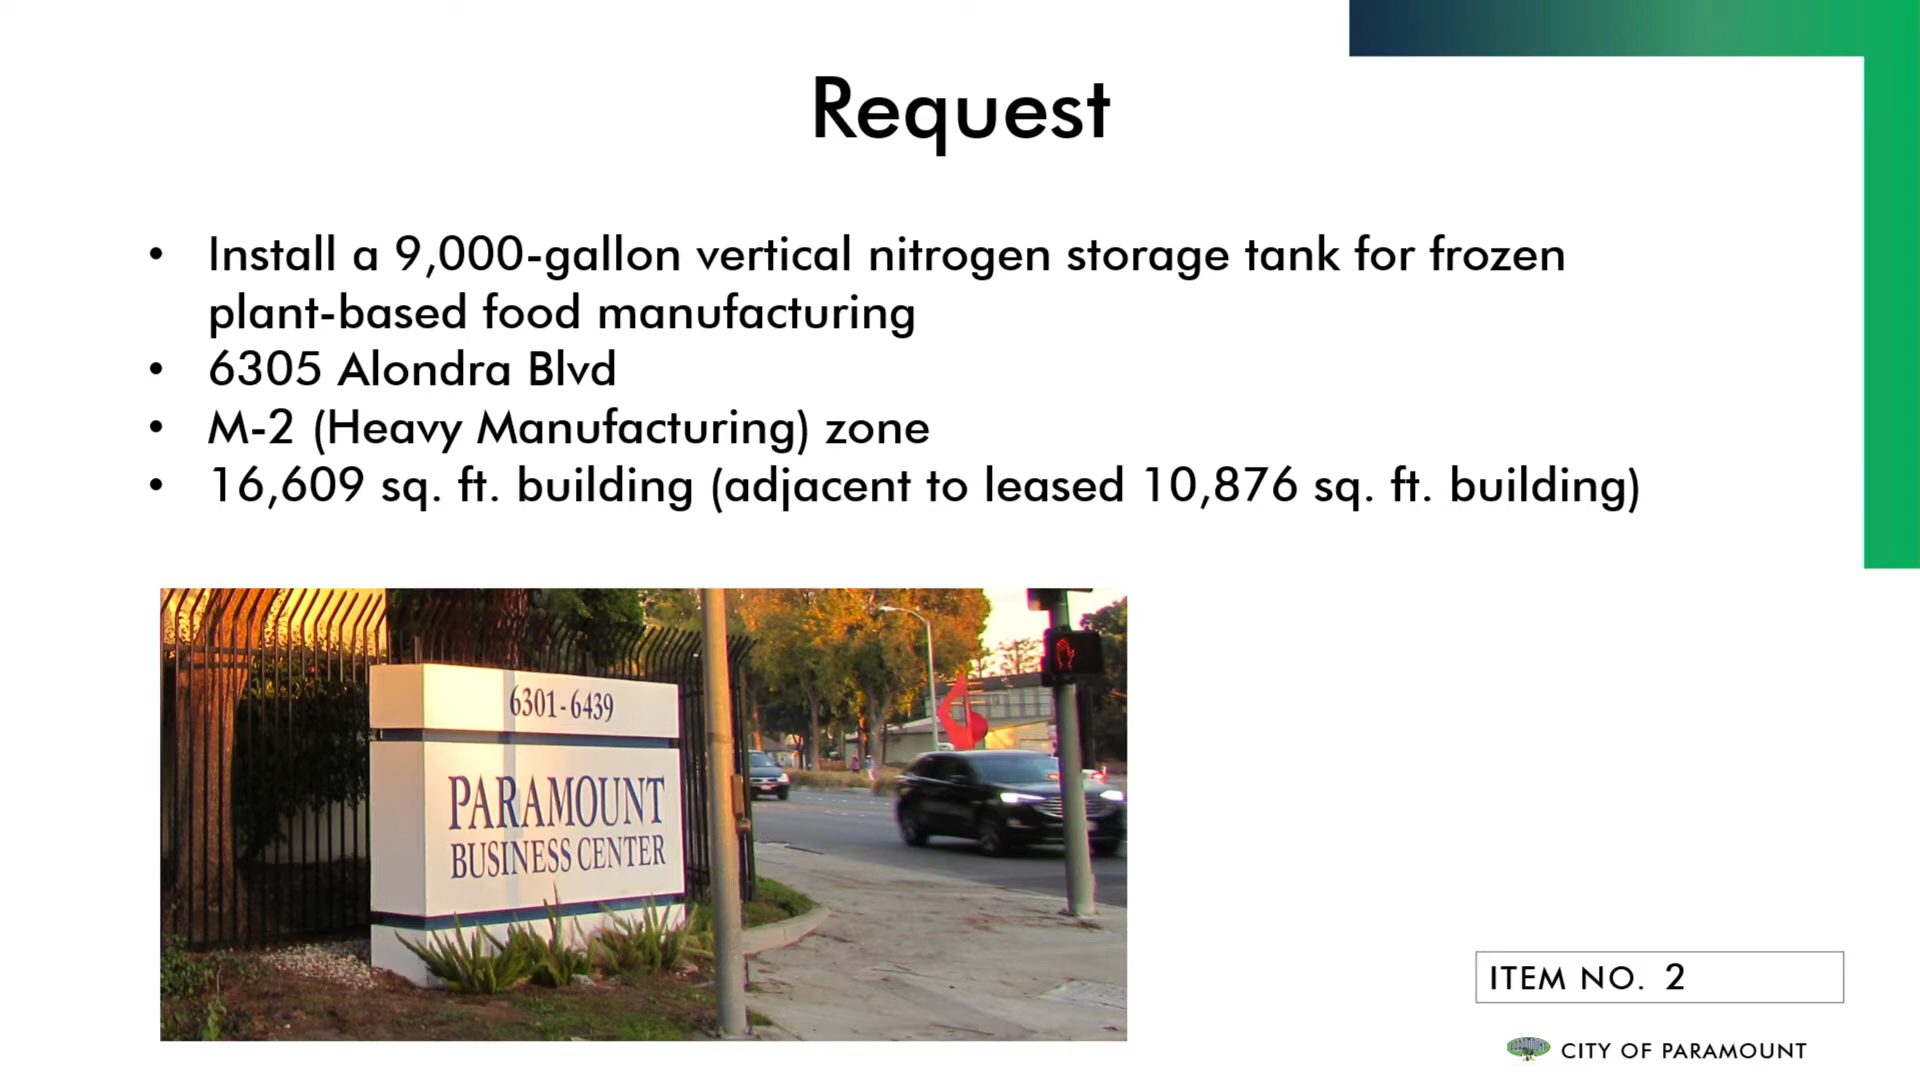 Request
• Install a 9,000-gallon vertical nitrogen storage tank for frozen
plant-based food manufacturing
• 6305 Alondra Blvd
• M-2 (Heavy Manufacturing) zone
• 16,609 sq. ft. building (adjacent to leased 10,876 sq. ft. building)
6301-6439
PARAMOUNT
BUSINESS CENTER
ITEM NO. 2
CITY OF PARAMOUNT